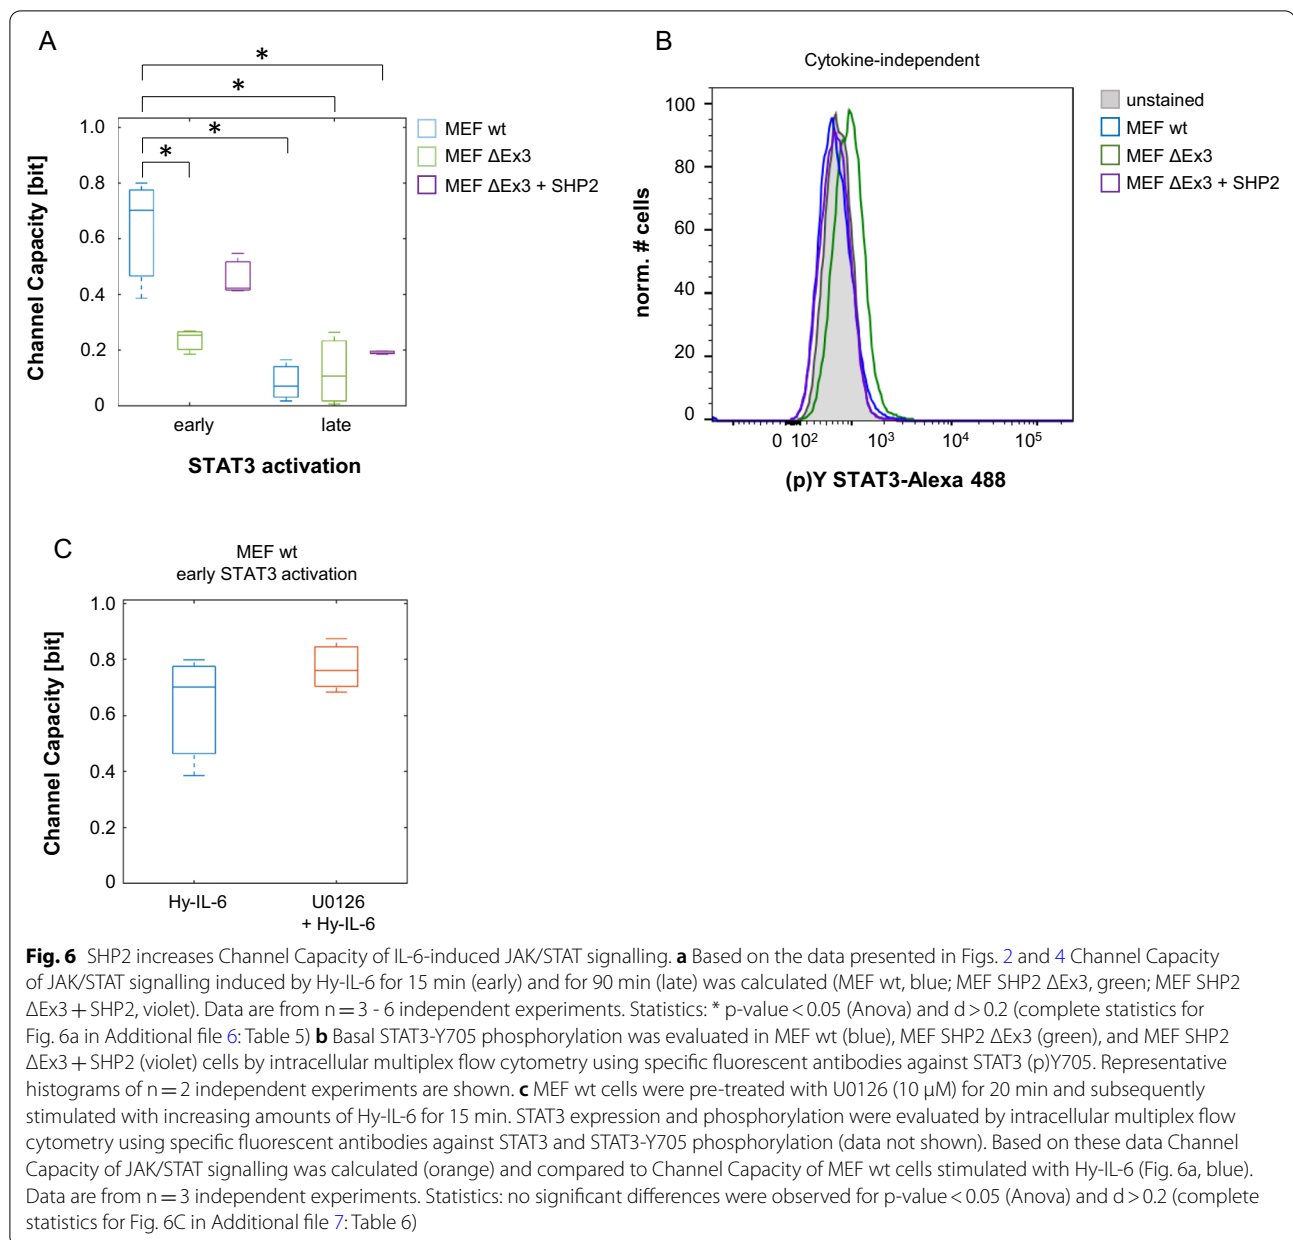 A
*
*
*
*
1.0
0.8
0.6
0.4
0.2
0
Channel Capacity [bit]
early
late
STAT3 activation
MEF wt
MEF ΔEx3
MEF ΔEx3 + SHP2
B
Cytokine-independent
100
80
60
40
20
0
norm. # cells
0 10² 10³ 10⁴ 10⁵
(p)Y STAT3-Alexa 488
unstained
MEF wt
MEF ΔEx3
MEF ΔEx3 + SHP2
C
MEF wt
early STAT3 activation
1.0
0.8
0.6
0.4
0.2
0
Channel Capacity [bit]
Hy-IL-6
U0126
+ Hy-IL-6
Fig. 6 SHP2 increases Channel Capacity of IL-6-induced JAK/STAT signalling. a Based on the data presented in Figs. 2 and 4 Channel Capacity
of JAK/STAT signalling induced by Hy-IL-6 for 15 min (early) and for 90 min (late) was calculated (MEF wt, blue; MEF SHP2 ΔEx3, green; MEF SHP2
ΔEx3 + SHP2, violet). Data are from n = 3 - 6 independent experiments. Statistics: * p-value < 0.05 (Anova) and d > 0.2 (complete statistics for
Fig. 6a in Additional file 6: Table 5) b Basal STAT3-Y705 phosphorylation was evaluated in MEF wt (blue), MEF SHP2 ΔEx3 (green), and MEF SHP2
ΔEx3 + SHP2 (violet) cells by intracellular multiplex flow cytometry using specific fluorescent antibodies against STAT3 (p)Y705. Representative
histograms of n = 2 independent experiments are shown. c MEF wt cells were pre-treated with U0126 (10 µM) for 20 min and subsequently
stimulated with increasing amounts of Hy-IL-6 for 15 min. STAT3 expression and phosphorylation were evaluated by intracellular multiplex flow
cytometry using specific fluorescent antibodies against STAT3 and STAT3-Y705 phosphorylation (data not shown). Based on these data Channel
Capacity of JAK/STAT signalling was calculated (orange) and compared to Channel Capacity of MEF wt cells stimulated with Hy-IL-6 (Fig. 6a, blue).
Data are from n = 3 independent experiments. Statistics: no significant differences were observed for p-value < 0.05 (Anova) and d > 0.2 (complete
statistics for Fig. 6C in Additional file 7: Table 6)